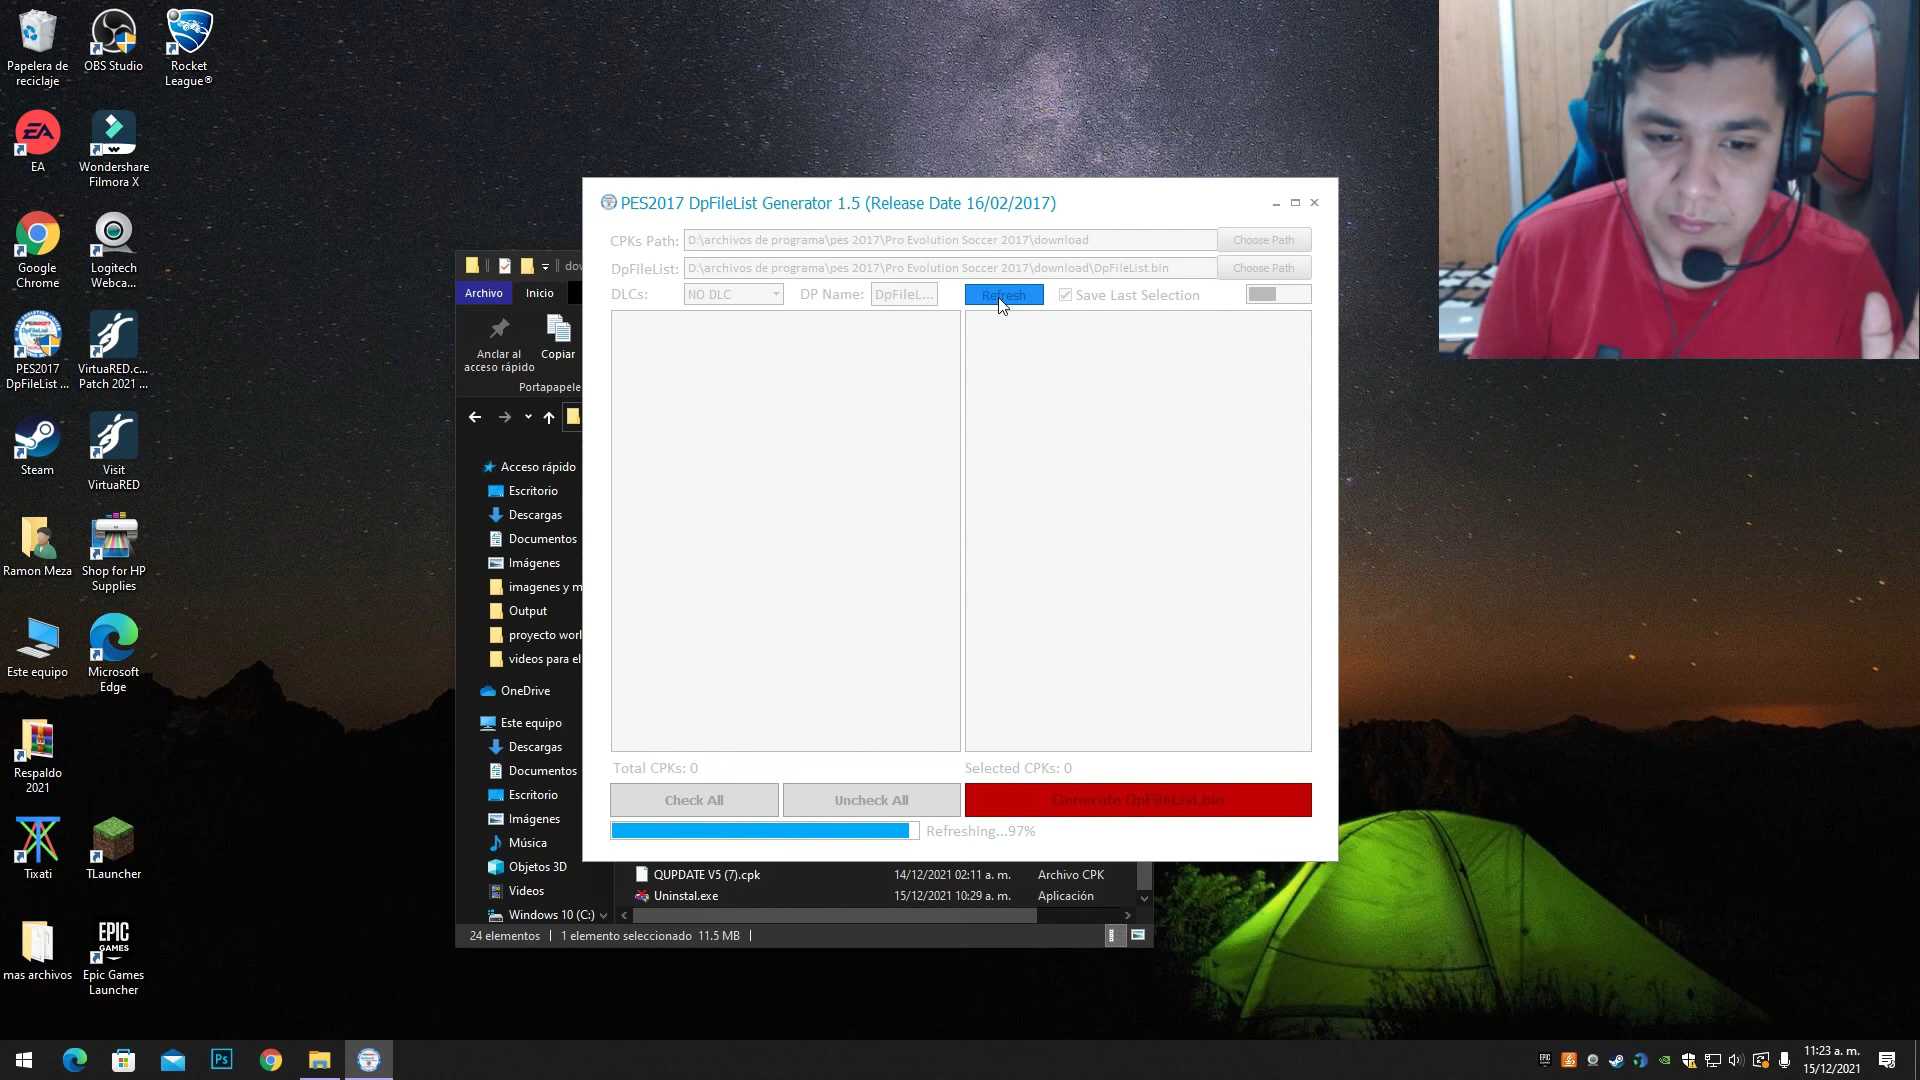 Papelera de
reciclaje
OBS Studio
Rocket
League®
EA
Wondershare
Filmora X
Google
Chrome
Logitech
Webca...
PES2017
DpFileList ...
VirtuaRED.c...
Patch 2021 ...
Steam
Visit
VirtuaRED
Ramon Meza
Shop for HP
Supplies
Este equipo
Microsoft
Edge
Respaldo
2021
Tixati
TLauncher
mas archivos
EPIC
GAMES
Epic Games
Launcher
PES2017 DpFileList Generator 1.5 (Release Date 16/02/2017)
CPKs Path: D:\archivos de programa\pes 2017\Pro Evolution Soccer 2017\download Choose Path
DpFileList: D:\archivos de programa\pes 2017\Pro Evolution Soccer 2017\download\DpFileList.bin Choose Path
DLCs: NO DLC DP Name: DpFileL... Refresh Save Last Selection
Total CPKs: 0
Selected CPKs: 0
Check All
Uncheck All
Generate DpFileList.bin
Refreshing...97%
dov
Archivo
Inicio
Anclar al
acceso rápido
Copiar
Portapapele
Acceso rápido
Escritorio
Descargas
Documentos
Imágenes
imagenes y m
Output
proyecto worl
videos para el
OneDrive
Este equipo
Descargas
Documentos
Escritorio
Imágenes
Música
Objetos 3D
Videos
Windows 10 (C:)
QUPDATE V5 (7).cpk 14/12/2021 02:11 a. m. Archivo CPK
Uninstal.exe 15/12/2021 10:29 a. m. Aplicación
24 elementos 1 elemento seleccionado 11.5 MB
Ps
11:23 a. m.
15/12/2021